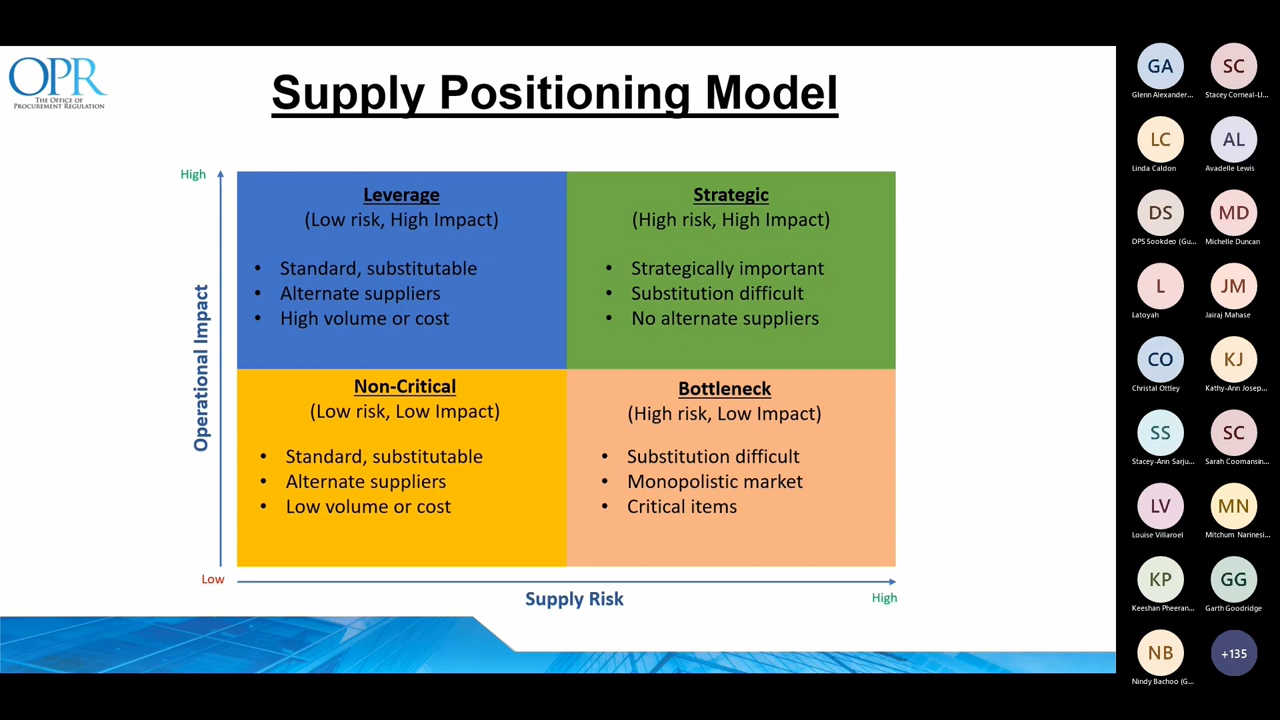 OPR
THE OFFICE OF
PROCUREMENT REGULATION
Supply Positioning Model
High
Operational Impact
Low
Leverage
(Low risk, High Impact)
• Standard, substitutable
• Alternate suppliers
• High volume or cost
Strategic
(High risk, High Impact)
• Strategically important
• Substitution difficult
• No alternate suppliers
Non-Critical
(Low risk, Low Impact)
• Standard, substitutable
• Alternate suppliers
• Low volume or cost
Bottleneck
(High risk, Low Impact)
• Substitution difficult
• Monopolistic market
• Critical items
Supply Risk
High
GA
Glenn Alexander...
SC
Stacey Corneal-Ll...
LC
Linda Caldon
AL
Avadelle Lewis
DS
DPS Sookdeo (Gu...
MD
Michelle Duncan
L
Latoyah
JM
Jairaj Mahase
CO
Christal Ottley
KJ
Kathy-Ann Josep...
SS
Stacey-Ann Sarju...
SC
Sarah Coomansin...
LV
Louise Villaroel
MN
Mitchum Narinesi...
KP
Keeshan Pheeran...
GG
Garth Goodridge
NB
Nindy Bachoo (G...
+135